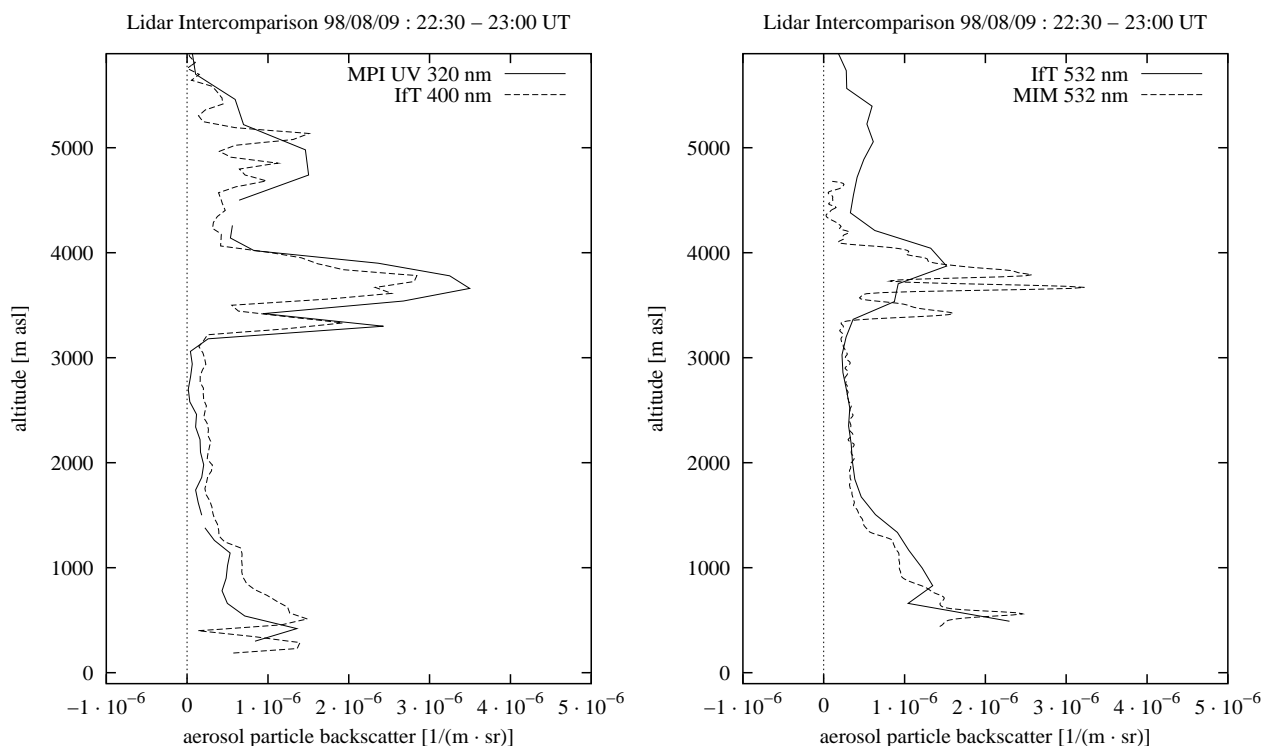 Lidar Intercomparison 98/08/09 : 22:30 – 23:00 UT
MPI UV 320 nm
IfT 400 nm
5000
4000
3000
2000
1000
0
altitude [m asl]
−1 · 10⁻⁶ 0 1 · 10⁻⁶ 2 · 10⁻⁶ 3 · 10⁻⁶ 4 · 10⁻⁶ 5 · 10⁻⁶
aerosol particle backscatter [1/(m · sr)]
Lidar Intercomparison 98/08/09 : 22:30 – 23:00 UT
IfT 532 nm
MIM 532 nm
5000
4000
3000
2000
1000
0
altitude [m asl]
−1 · 10⁻⁶ 0 1 · 10⁻⁶ 2 · 10⁻⁶ 3 · 10⁻⁶ 4 · 10⁻⁶ 5 · 10⁻⁶
aerosol particle backscatter [1/(m · sr)]